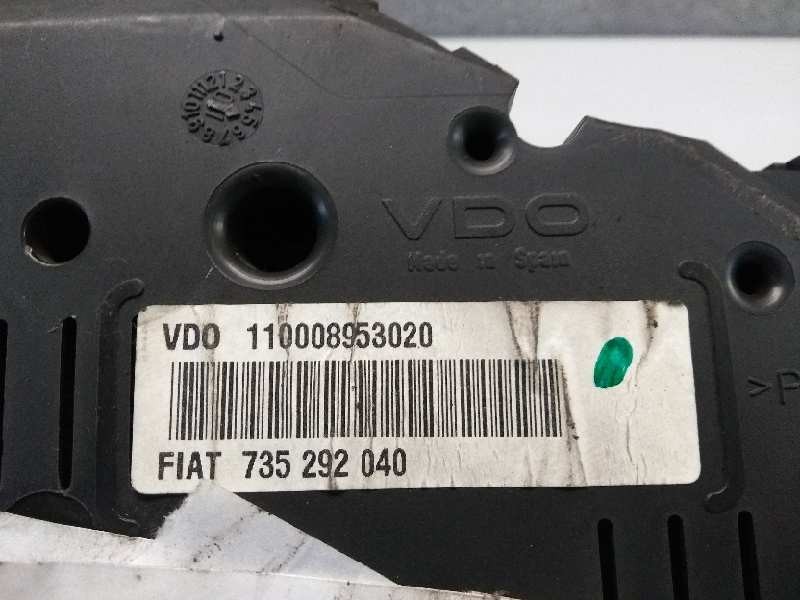 VDO
Made in Spain
VDO 110008953020
FIAT 735 292 040
>P